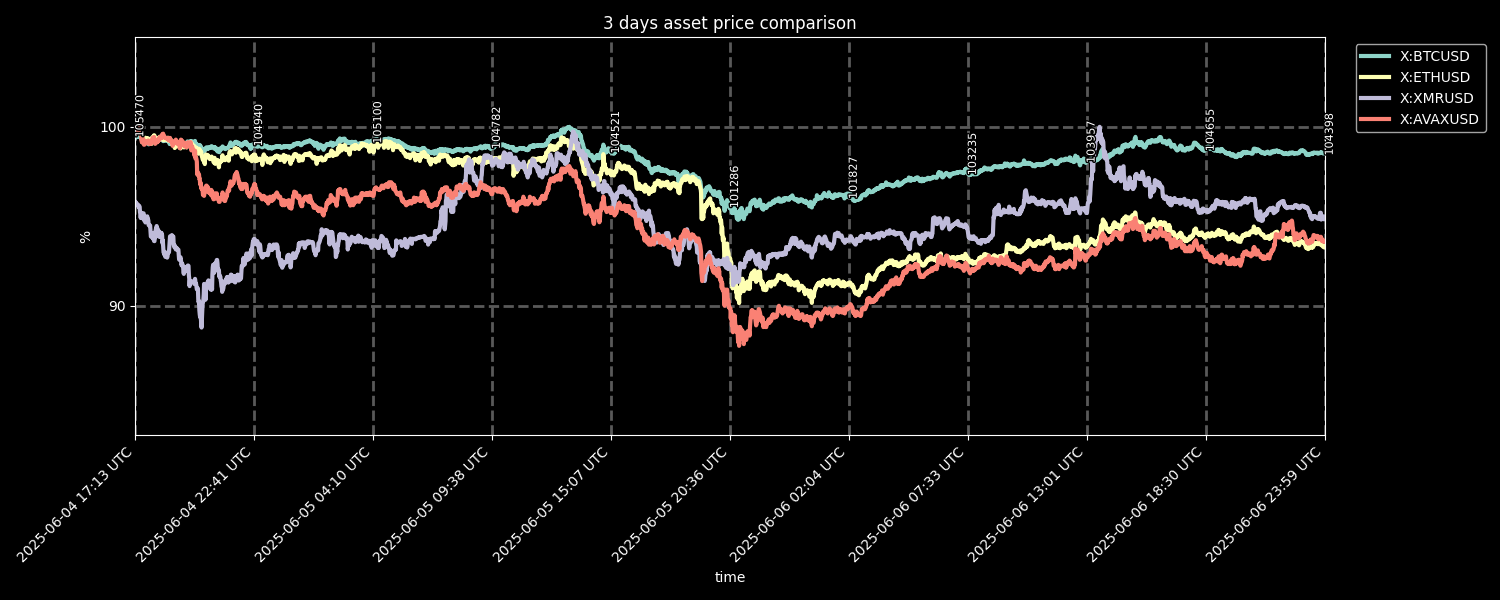 3 days asset price comparison
X:BTCUSD
X:ETHUSD
X:XMRUSD
X:AVAXUSD
100
90
%
105470
104940
105100
104782
104521
101286
101827
103235
103957
104655
104398
2025-06-04 17:13 UTC
2025-06-04 22:41 UTC
2025-06-05 04:10 UTC
2025-06-05 09:38 UTC
2025-06-05 15:07 UTC
2025-06-05 20:36 UTC
2025-06-06 02:04 UTC
2025-06-06 07:33 UTC
2025-06-06 13:01 UTC
2025-06-06 18:30 UTC
2025-06-06 23:59 UTC
time